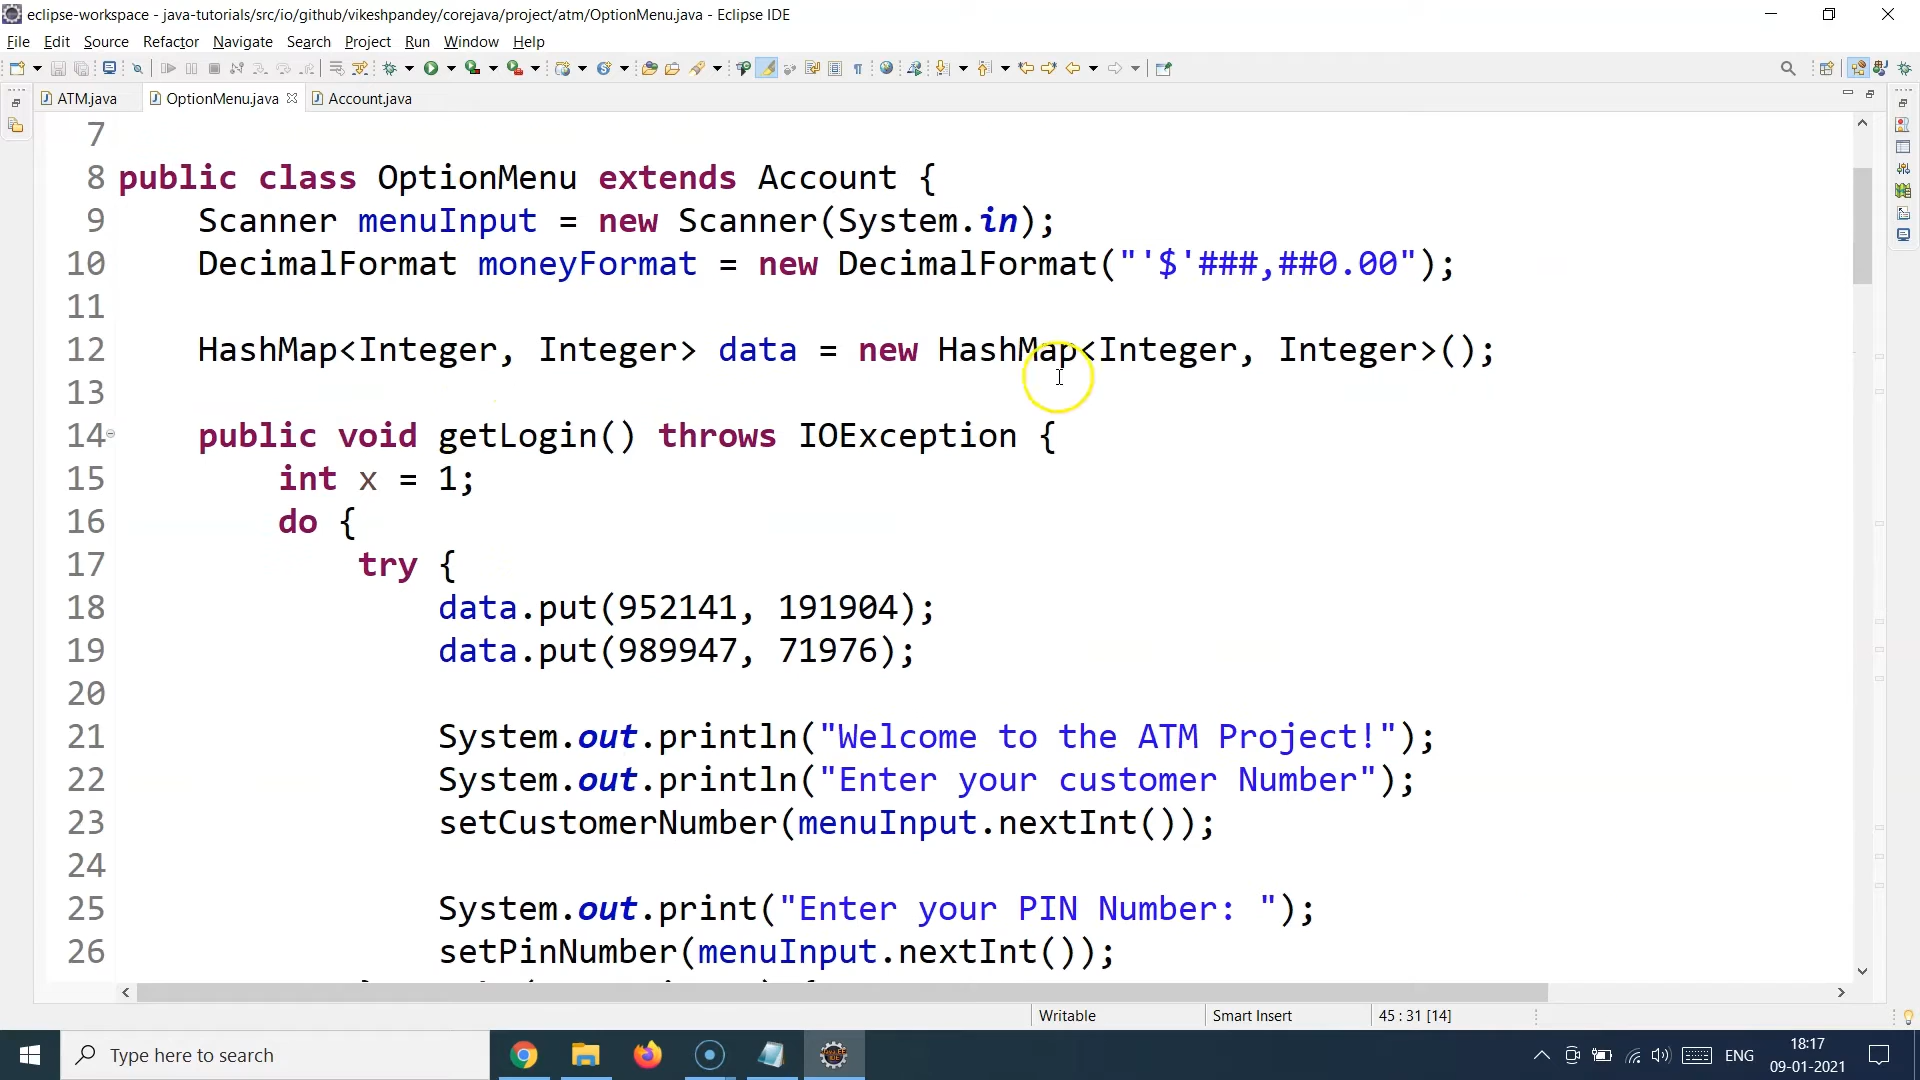 eclipse-workspace - java-tutorials/src/io/github/vikeshpandey/corejava/project/atm/OptionMenu.java - Eclipse IDE
File Edit Source Refactor Navigate Search Project Run Window Help
ATM.java OptionMenu.java Account.java
7
8 public class OptionMenu extends Account {
9 Scanner menuInput = new Scanner(System.in);
10 DecimalFormat moneyFormat = new DecimalFormat("'$'###,##0.00");
11
12 HashMap<Integer, Integer> data = new HashMap<Integer, Integer>();
13
14 public void getLogin() throws IOException {
15 int x = 1;
16 do {
17 try {
18 data.put(952141, 191904);
19 data.put(989947, 71976);
20
21 System.out.println("Welcome to the ATM Project!");
22 System.out.println("Enter your customer Number");
23 setCustomerNumber(menuInput.nextInt());
24
25 System.out.print("Enter your PIN Number: ");
26 setPinNumber(menuInput.nextInt());
Writable Smart Insert 45 : 31 [14]
Type here to search
ENG
18:17
09-01-2021